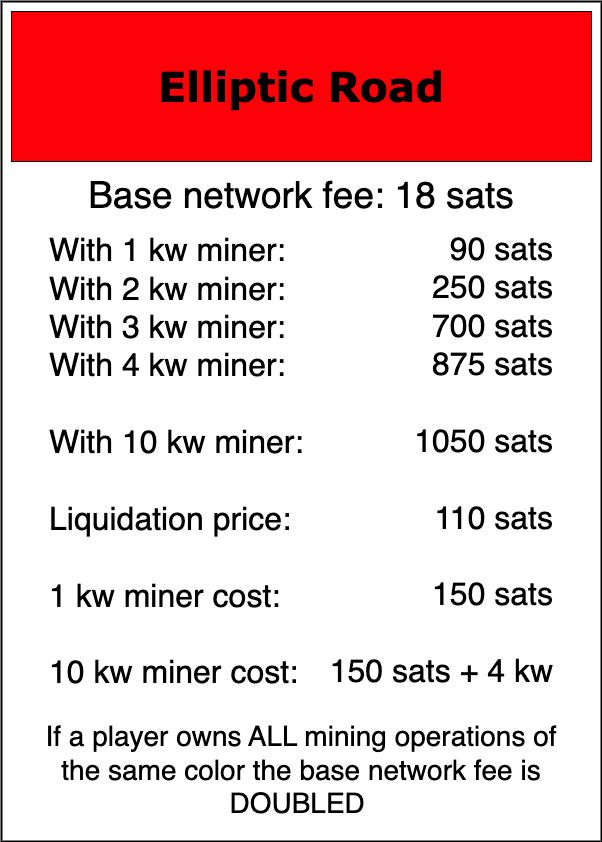 Elliptic Road
Base network fee: 18 sats
With 1 kw miner: 90 sats
With 2 kw miner: 250 sats
With 3 kw miner: 700 sats
With 4 kw miner: 875 sats
With 10 kw miner: 1050 sats
Liquidation price: 110 sats
1 kw miner cost: 150 sats
10 kw miner cost: 150 sats + 4 kw
If a player owns ALL mining operations of
the same color the base network fee is
DOUBLED